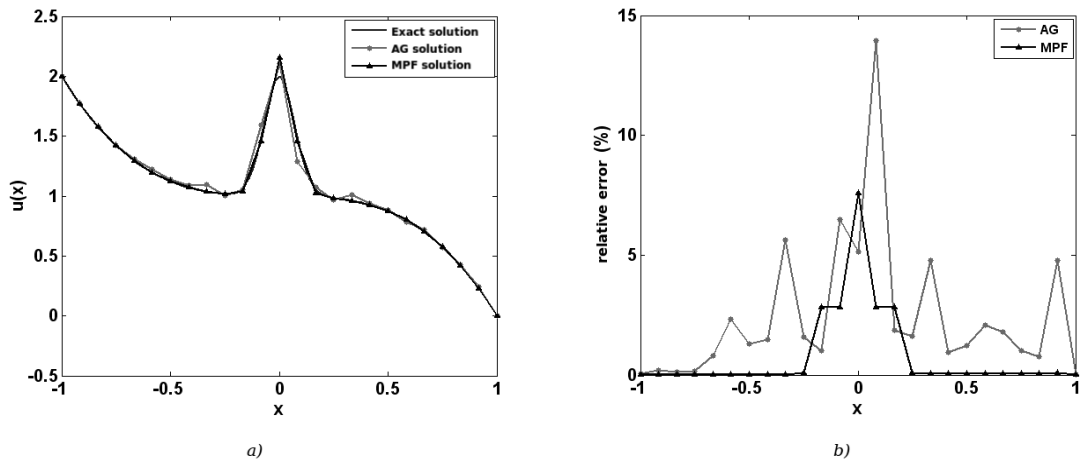 2.5
2
1.5
1
0.5
0
-0.5
u(x)
-1
-0.5
0
0.5
1
x
Exact solution
AG solution
MPF solution
a)
15
10
5
0
relative error (%)
-1
-0.5
0
0.5
1
x
AG
MPF
b)